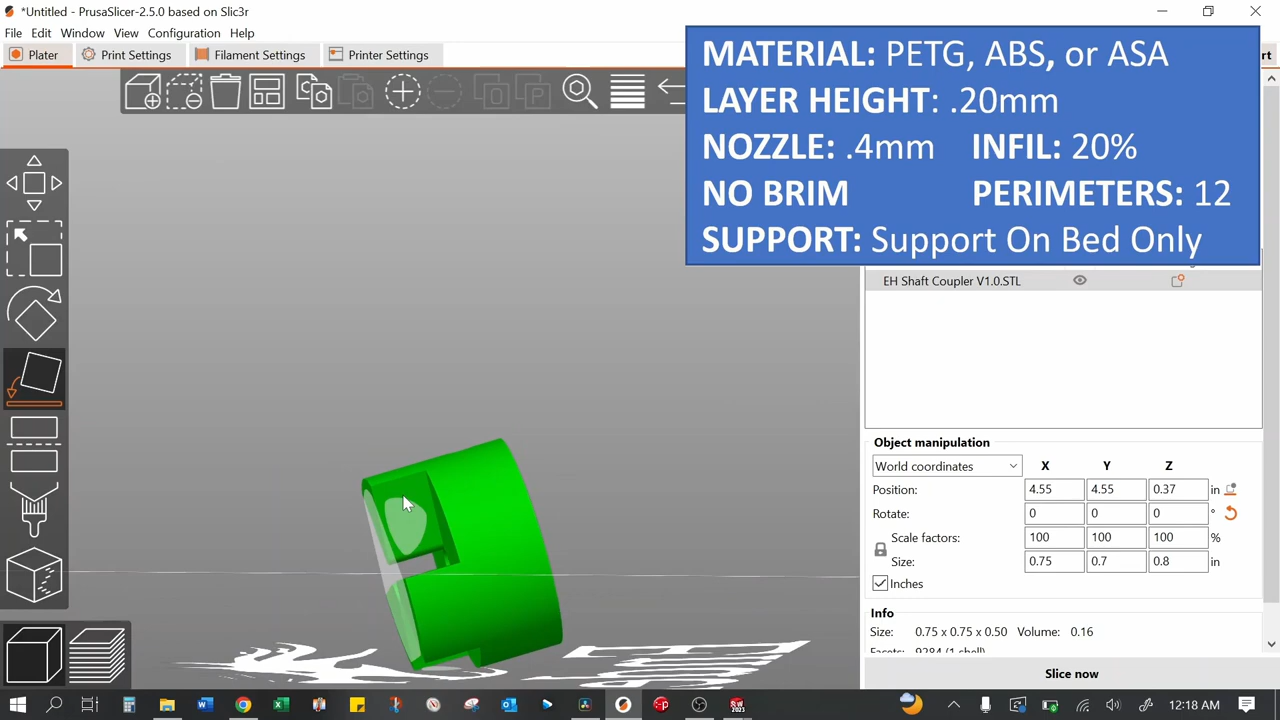 *Untitled - PrusaSlicer-2.5.0 based on Slic3r
File Edit Window View Configuration Help
Plater Print Settings Filament Settings Printer Settings
MATERIAL: PETG, ABS, or ASA
LAYER HEIGHT: .20mm
NOZZLE: .4mm INFIL: 20%
NO BRIM PERIMETERS: 12
SUPPORT: Support On Bed Only
EH Shaft Coupler V1.0.STL
Object manipulation
World coordinates X Y Z
Position: 4.55 4.55 0.37 in
Rotate: 0 0 0 °
Scale factors: 100 100 100 %
Size: 0.75 0.7 0.8 in
Inches
Info
Size: 0.75 x 0.75 x 0.50 Volume: 0.16
Facets: 9284 (1 shell)
Slice now
12:18 AM